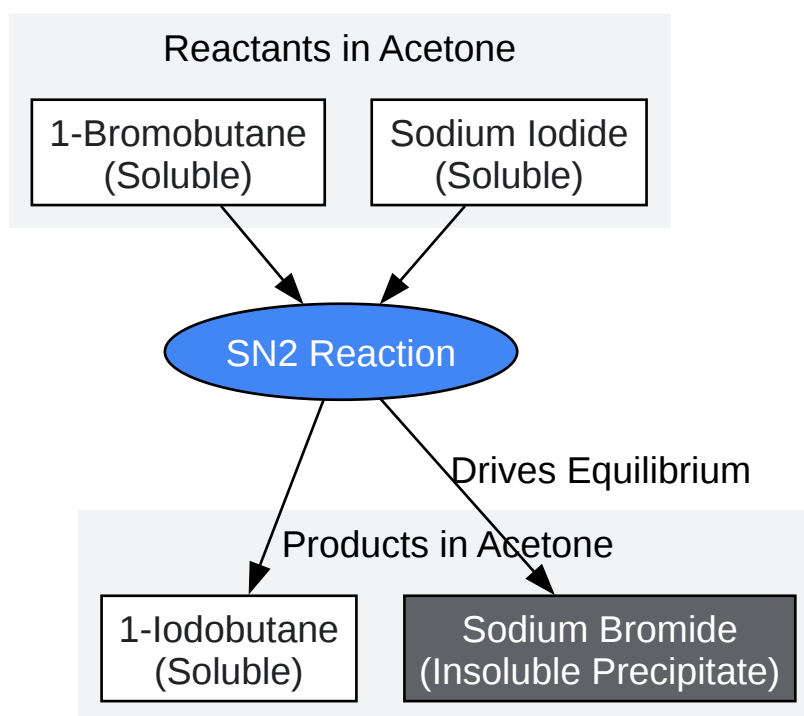 Reactants in Acetone
1-Bromobutane
(Soluble)
Sodium Iodide
(Soluble)
SN2 Reaction
Drives Equilibrium
Products in Acetone
1-Iodobutane
(Soluble)
Sodium Bromide
(Insoluble Precipitate)